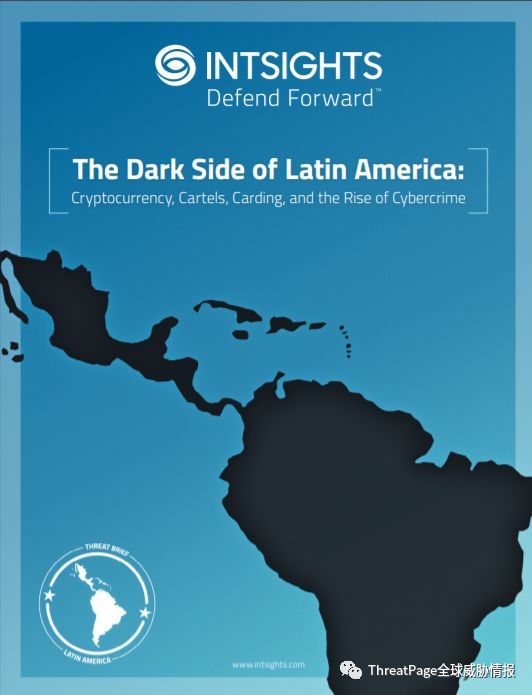 INTSIGHTS
Defend Forward™
The Dark Side of Latin America:
Cryptocurrency, Cartels, Carding, and the Rise of Cybercrime
THREAT BRIEF
LATIN AMERICA
www.intsights.com
ThreatPage全球威胁情报